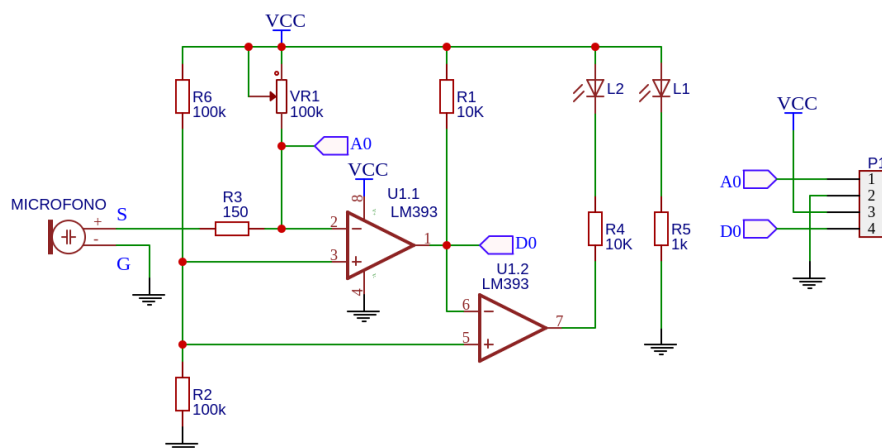 VCC
R6
100k
VR1
100k
R1
10K
L2
L1
VCC
A0
VCC
P1
MICROFONO
+
S
-
G
R3
150
8
U1.1
LM393
2
-
3
+
1
4
D0
U1.2
LM393
6
-
5
+
7
R4
10K
R5
1k
A0
D0
1
2
3
4
R2
100k